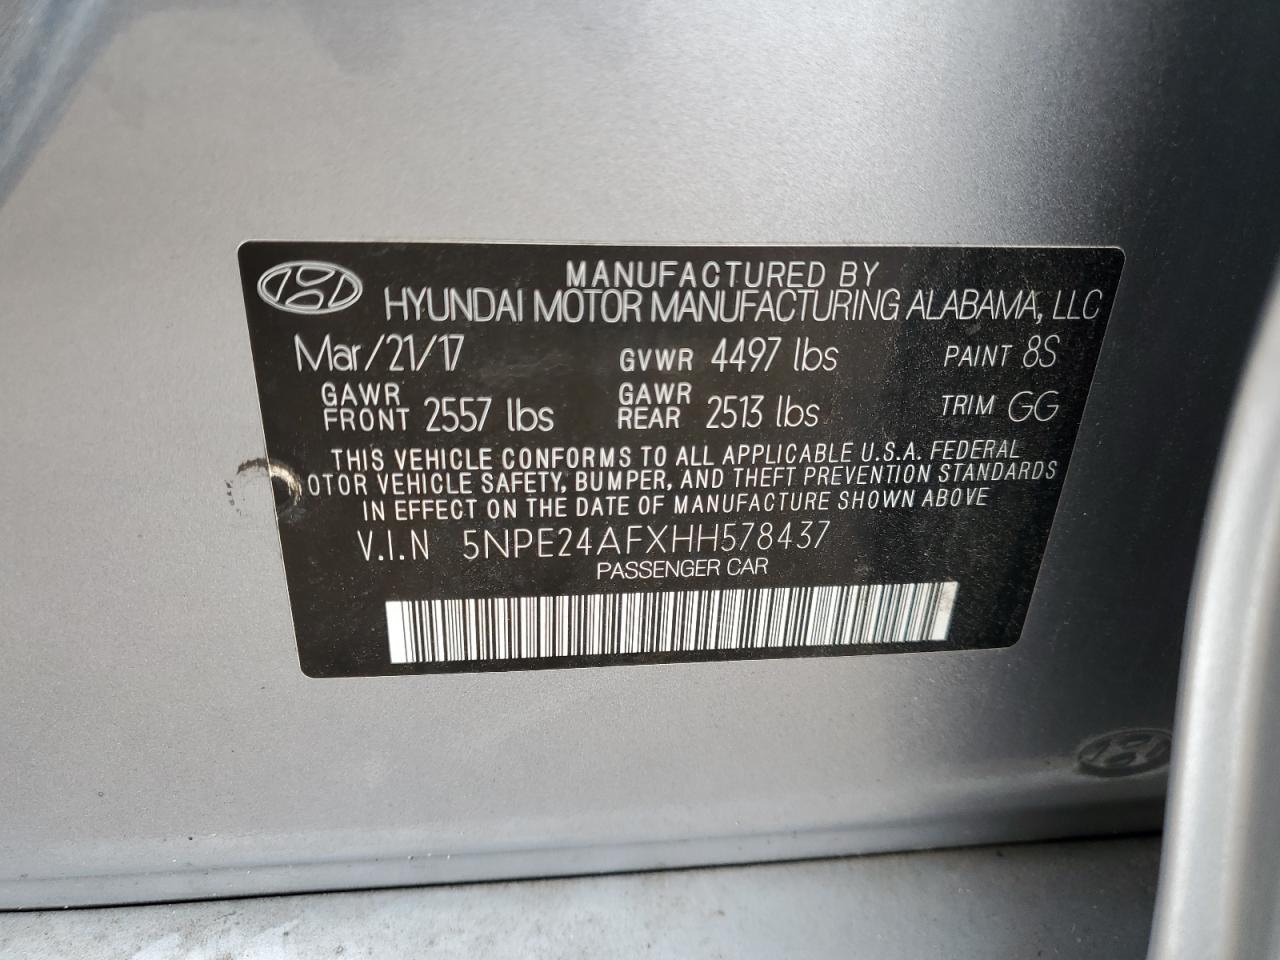 MANUFACTURED BY
HYUNDAI MOTOR MANUFACTURING ALABAMA, LLC
Mar/21/17 GVWR 4497 lbs PAINT 8S
GAWR FRONT 2557 lbs GAWR REAR 2513 lbs TRIM GG
THIS VEHICLE CONFORMS TO ALL APPLICABLE U.S.A. FEDERAL
OTOR VEHICLE SAFETY, BUMPER, AND THEFT PREVENTION STANDARDS
IN EFFECT ON THE DATE OF MANUFACTURE SHOWN ABOVE
V.I.N 5NPE24AFXHH578437
PASSENGER CAR